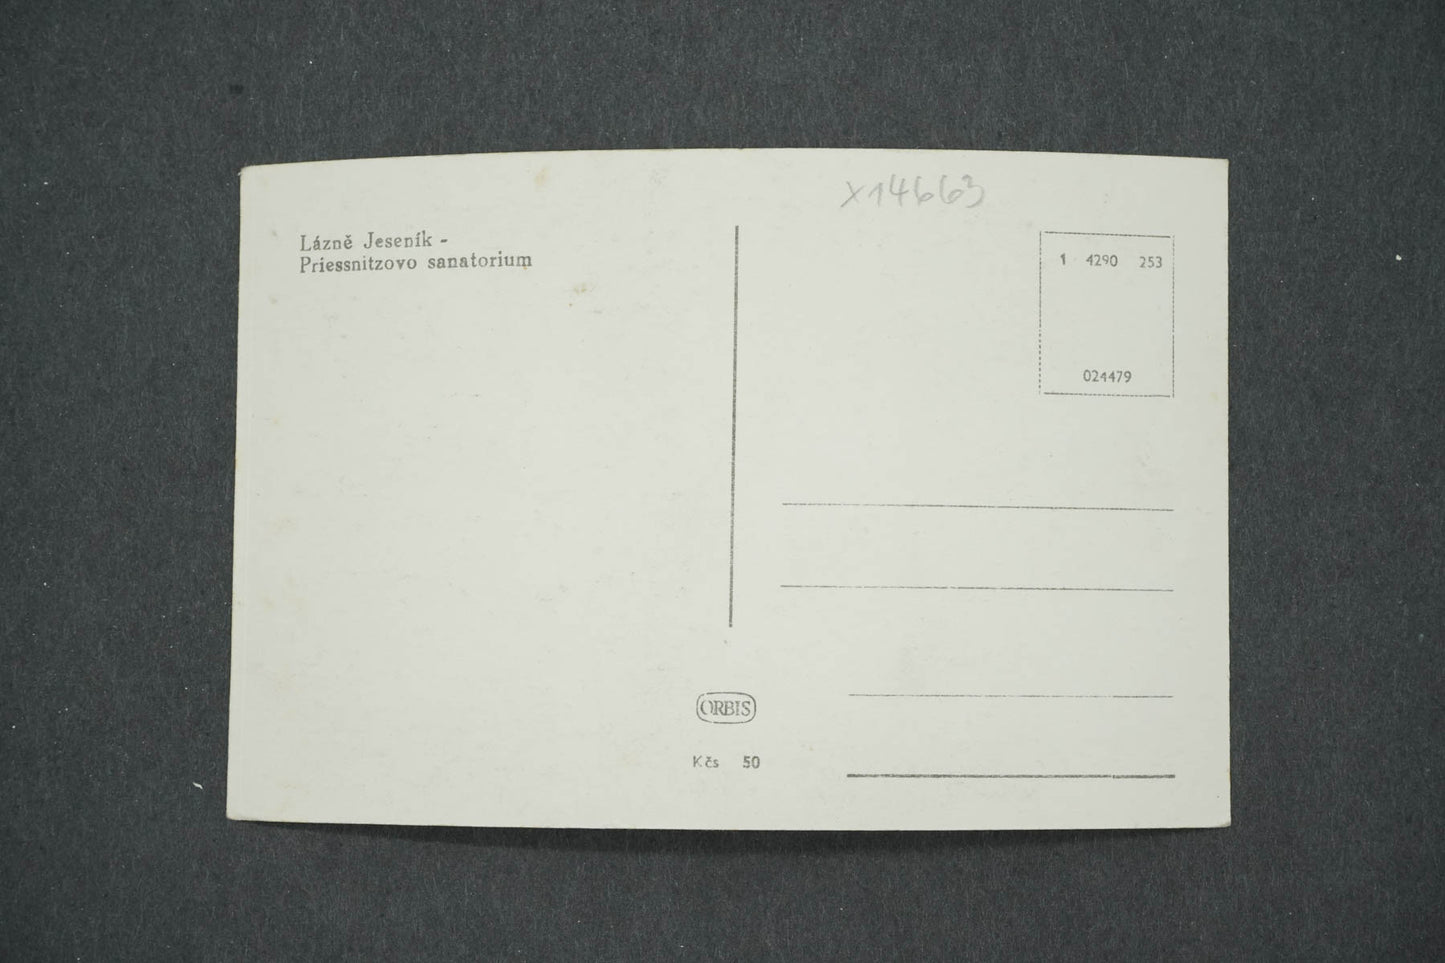 x14663
Lázně Jeseník -
Priessnitzovo sanatorium
1 4290 253
024479
ORBIS
Kčs 50